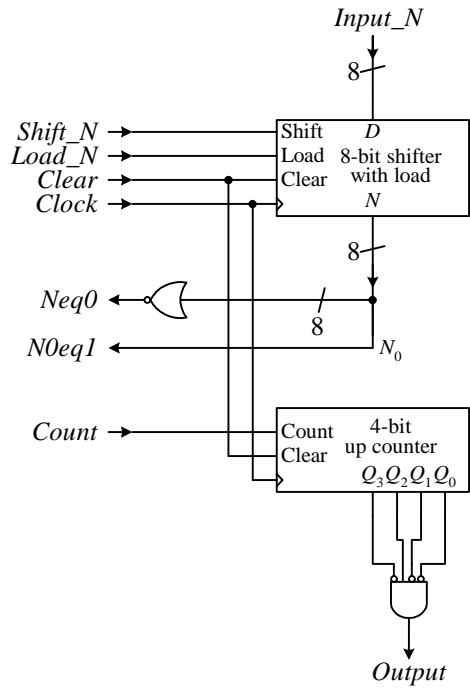 Input_N
8
Shift_N
Load_N
Clear
Clock
Shift
Load
Clear
D
8-bit shifter
with load
N
8
Neq0
8
N0eq1
N0
Count
Count
Clear
4-bit
up counter
Q3Q2Q1Q0
Output